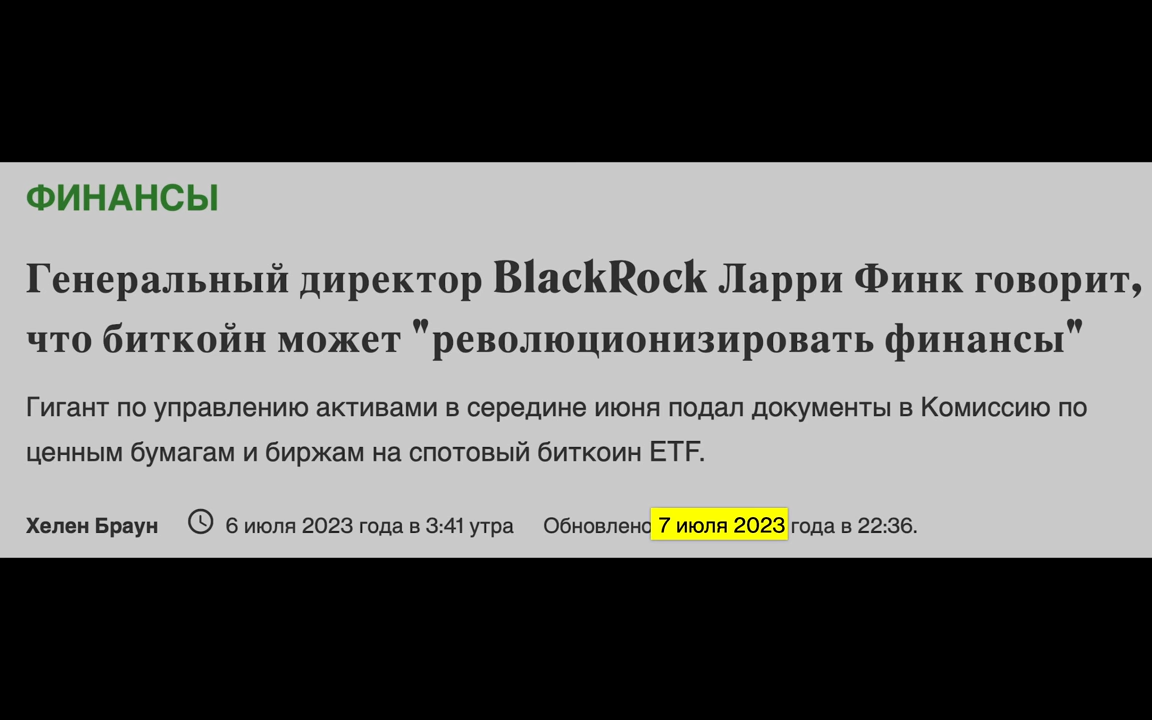 ФИНАНСЫ
Генеральный директор BlackRock Ларри Финк говорит,
что биткойн может "революционизировать финансы"
Гигант по управлению активами в середине июня подал документы в Комиссию по
ценным бумагам и биржам на спотовый биткоин ETF.
Хелен Браун 6 июля 2023 года в 3:41 утра Обновлено 7 июля 2023 года в 22:36.